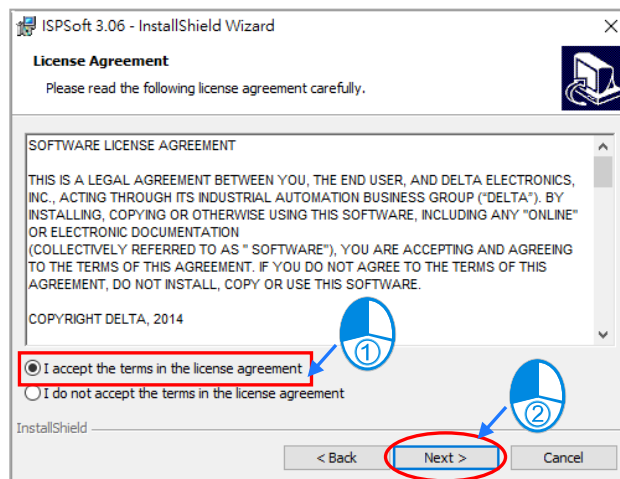 ISPSoft 3.06 - InstallShield Wizard
License Agreement
Please read the following license agreement carefully.
SOFTWARE LICENSE AGREEMENT
THIS IS A LEGAL AGREEMENT BETWEEN YOU, THE END USER, AND DELTA ELECTRONICS,
INC., ACTING THROUGH ITS INDUSTRIAL AUTOMATION BUSINESS GROUP ("DELTA"). BY
INSTALLING, COPYING OR OTHERWISE USING THIS SOFTWARE, INCLUDING ANY "ONLINE"
OR ELECTRONIC DOCUMENTATION
(COLLECTIVELY REFERRED TO AS " SOFTWARE"), YOU ARE ACCEPTING AND AGREEING
TO THE TERMS OF THIS AGREEMENT. IF YOU DO NOT AGREE TO THE TERMS OF THIS
AGREEMENT, DO NOT INSTALL, COPY OR USE THIS SOFTWARE.
COPYRIGHT DELTA, 2014
I accept the terms in the license agreement
①
I do not accept the terms in the license agreement
②
InstallShield
< Back
Next >
Cancel